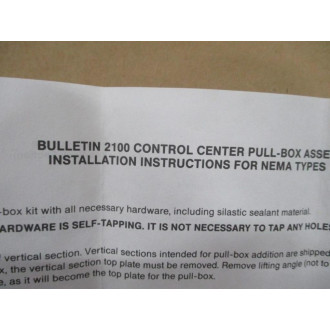 BULLETIN 2100 CONTROL CENTER PULL-BOX ASSE
INSTALLATION INSTRUCTIONS FOR NEMA TYPES
-box kit with all necessary hardware, including silastic sealant material.
ARDWARE IS SELF-TAPPING. IT IS NOT NECESSARY TO TAP ANY HOLE
f vertical section. Vertical sections intended for pull-box addition are shipped
x, the vertical section top plate must be removed. Remove lifting angle (not to
e, as it will become the top plate for the pull-box.